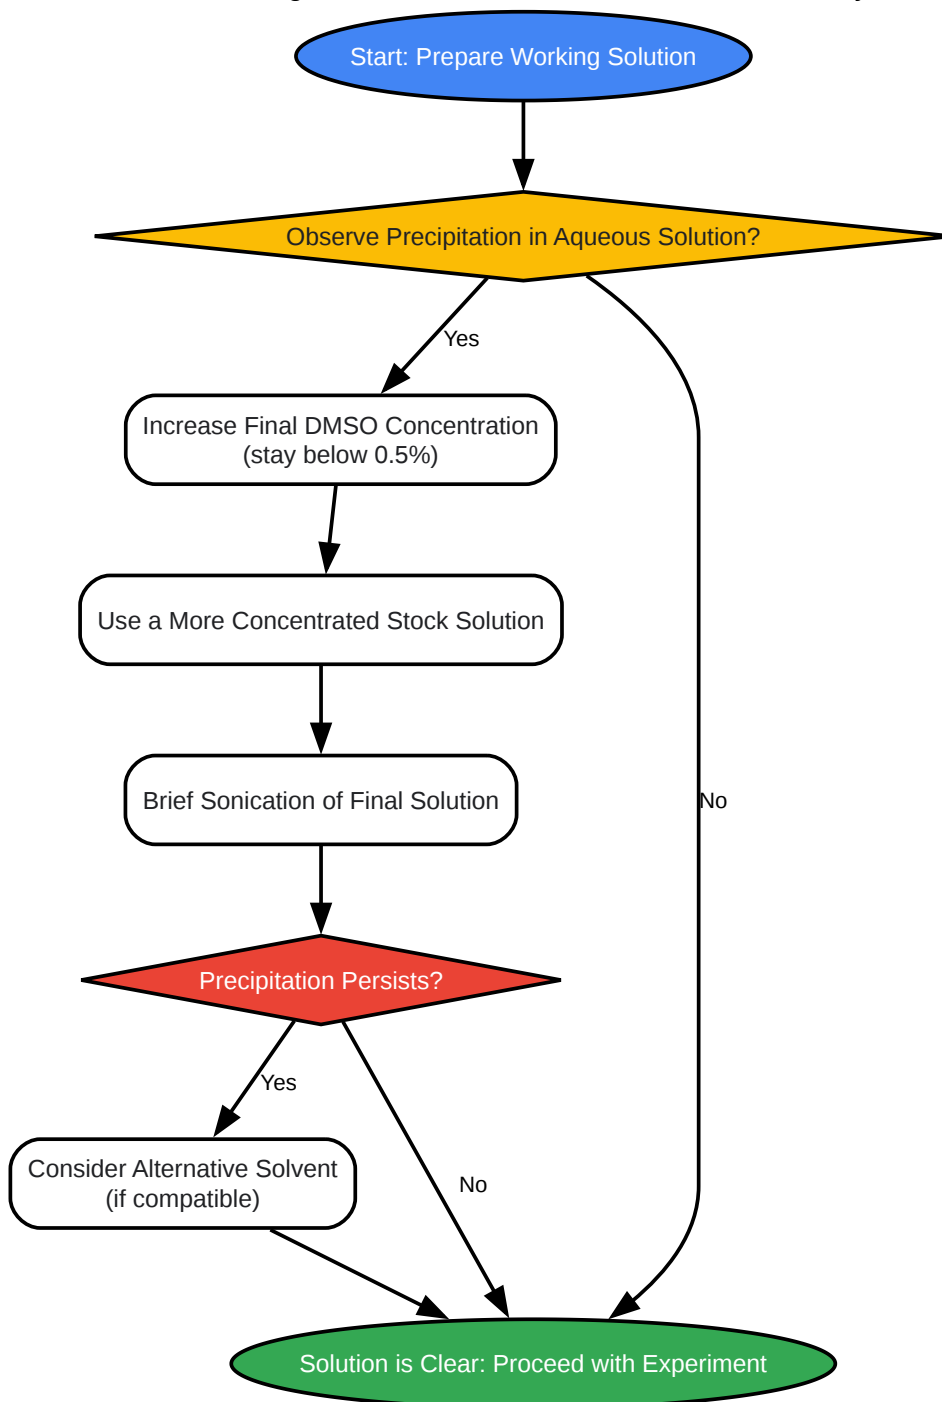 Start: Prepare Working Solution
Observe Precipitation in Aqueous Solution?
Yes
Increase Final DMSO Concentration
(stay below 0.5%)
Use a More Concentrated Stock Solution
Brief Sonication of Final Solution
No
Precipitation Persists?
Yes
Consider Alternative Solvent
(if compatible)
No
Solution is Clear: Proceed with Experiment